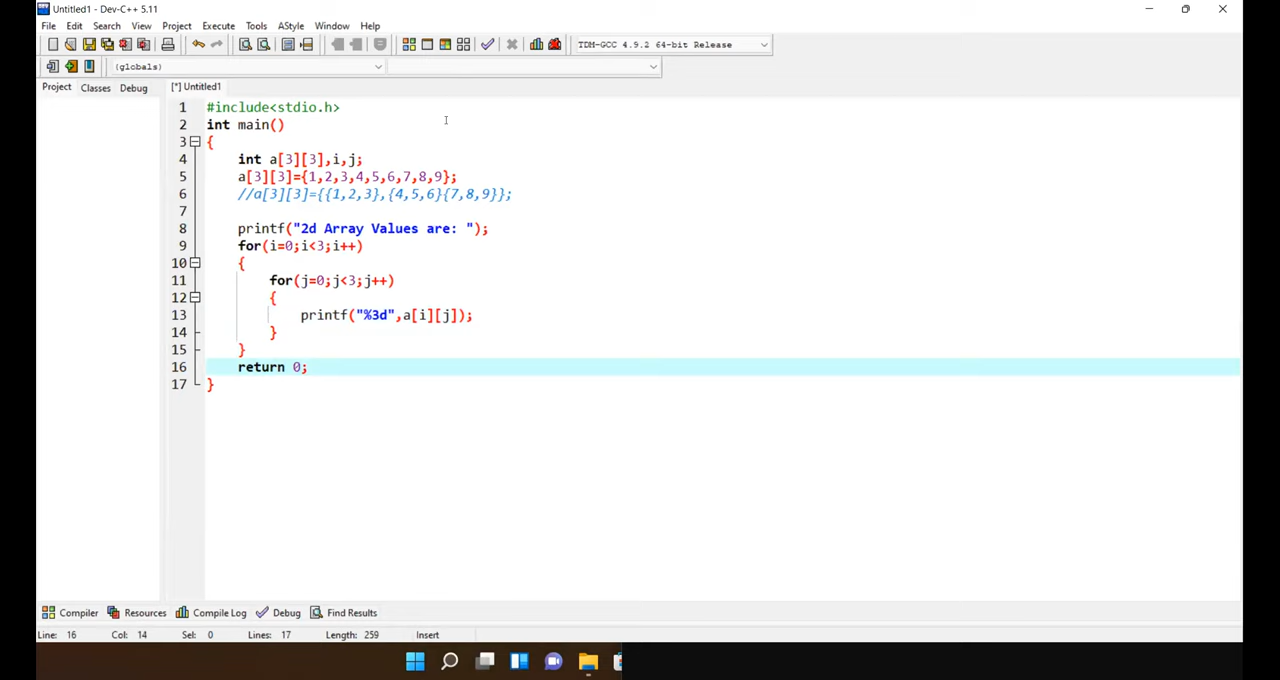 Untitled1 - Dev-C++ 5.11
File Edit Search View Project Execute Tools AStyle Window Help
TDM-GCC 4.9.2 64-bit Release
(globals)
Project Classes Debug [*] Untitled1
1 #include<stdio.h>
2 int main()
3 {
4 int a[3][3],i,j;
5 a[3][3]={1,2,3,4,5,6,7,8,9};
6 //a[3][3]={{1,2,3},{4,5,6}{7,8,9}};
7
8 printf("2d Array Values are: ");
9 for(i=0;i<3;i++)
10 {
11 for(j=0;j<3;j++)
12 {
13 printf("%3d",a[i][j]);
14 }
15 }
16 return 0;
17 }
Compiler Resources Compile Log Debug Find Results
Line: 16 Col: 14 Sel: 0 Lines: 17 Length: 259 Insert